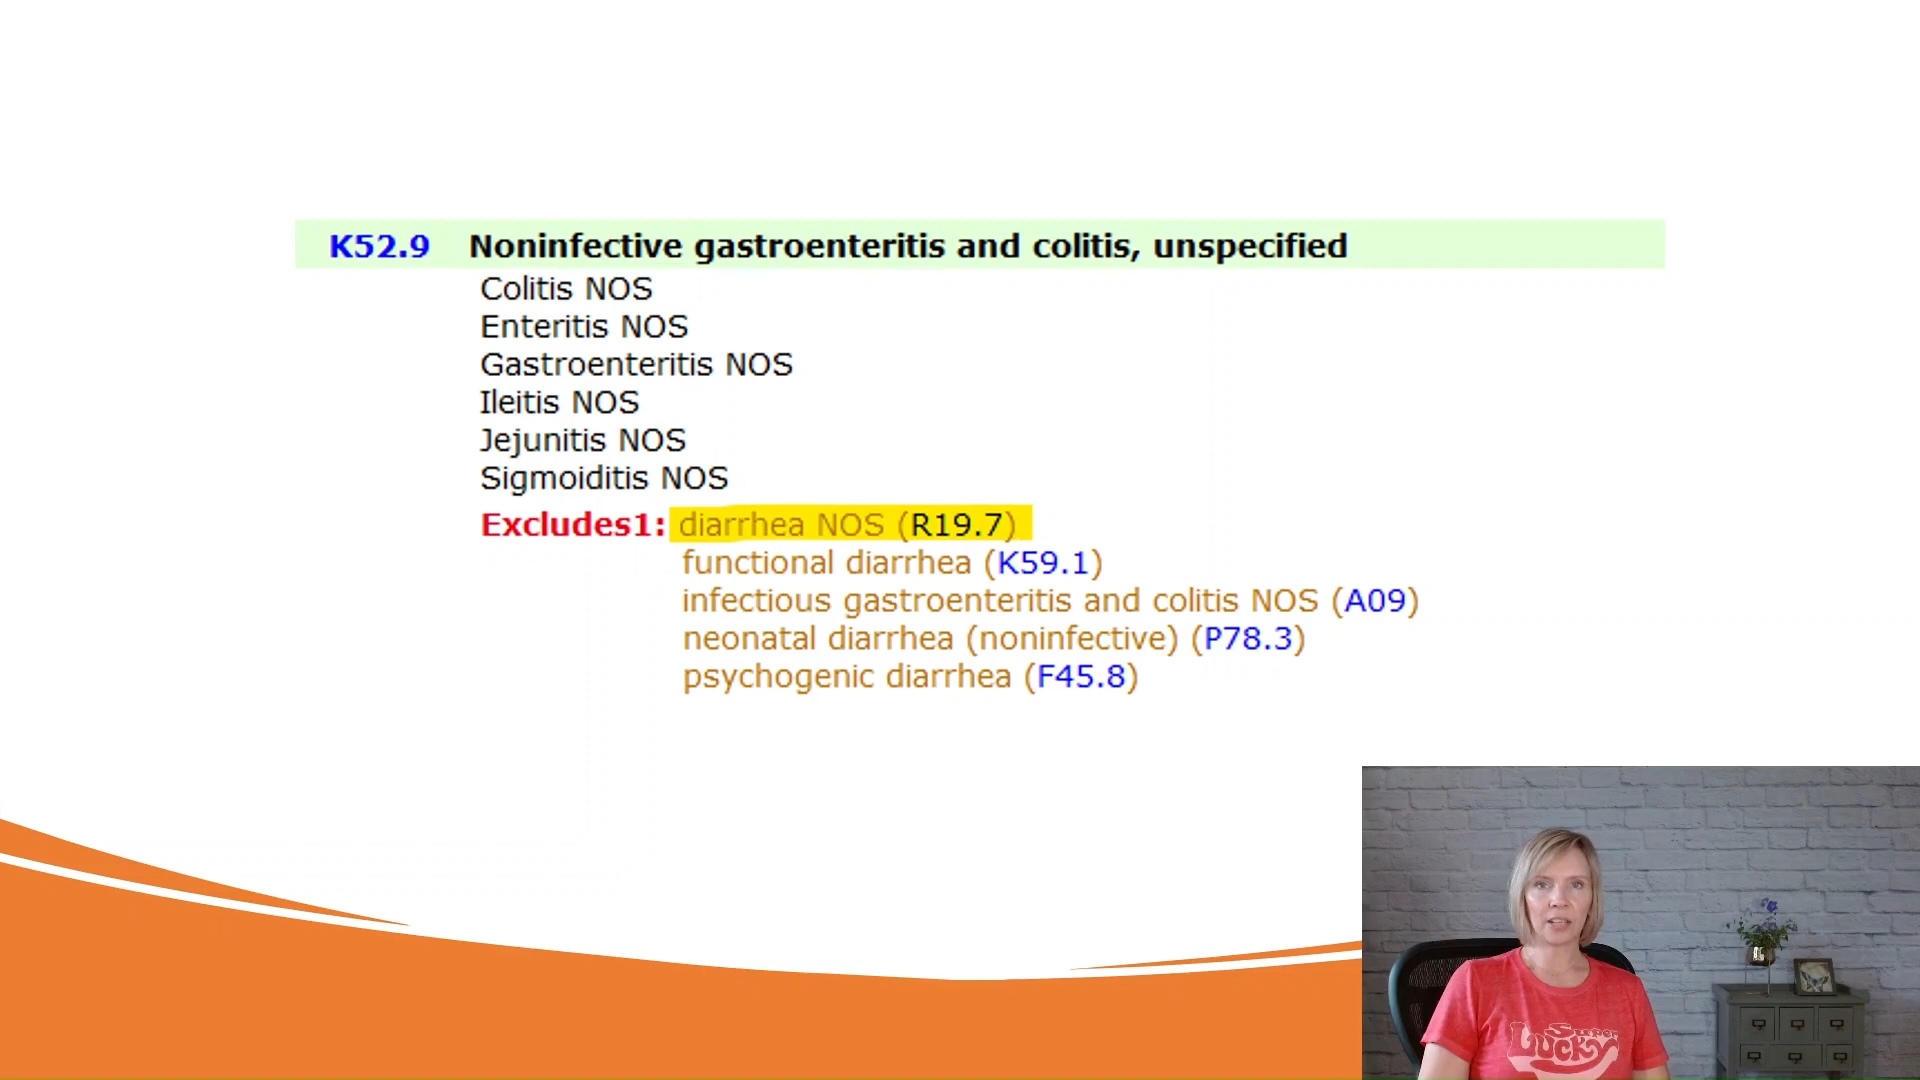 K52.9 Noninfective gastroenteritis and colitis, unspecified
Colitis NOS
Enteritis NOS
Gastroenteritis NOS
Ileitis NOS
Jejunitis NOS
Sigmoiditis NOS
Excludes1: diarrhea NOS (R19.7)
functional diarrhea (K59.1)
infectious gastroenteritis and colitis NOS (A09)
neonatal diarrhea (noninfective) (P78.3)
psychogenic diarrhea (F45.8)
Super
Lucky